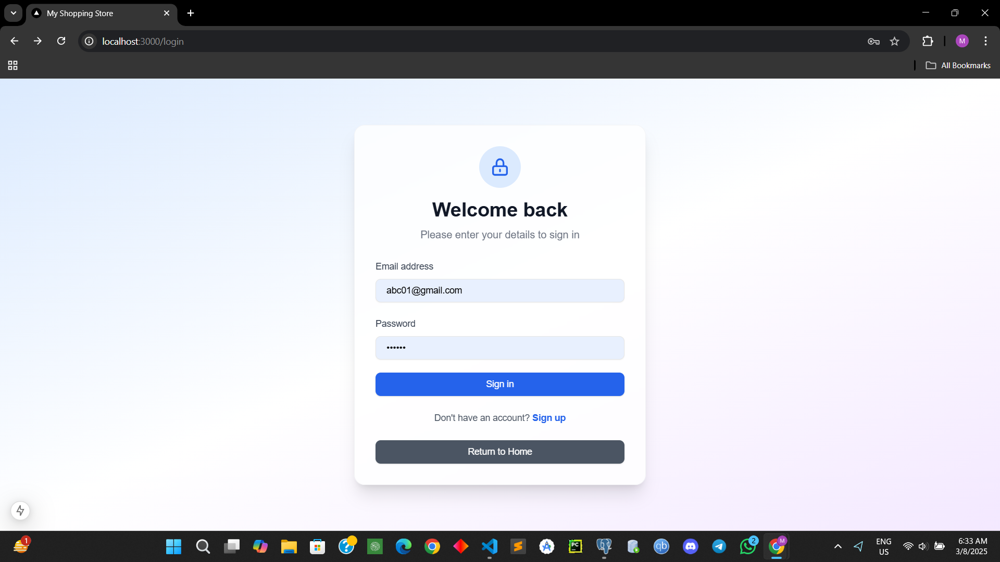 My Shopping Store
localhost:3000/login
M
All Bookmarks
Welcome back
Please enter your details to sign in
Email address
abc01@gmail.com
Password
••••••
Sign in
Don't have an account? Sign up
Return to Home
1
?
PC
qb
2
M
ENG
US
6:33 AM
3/8/2025